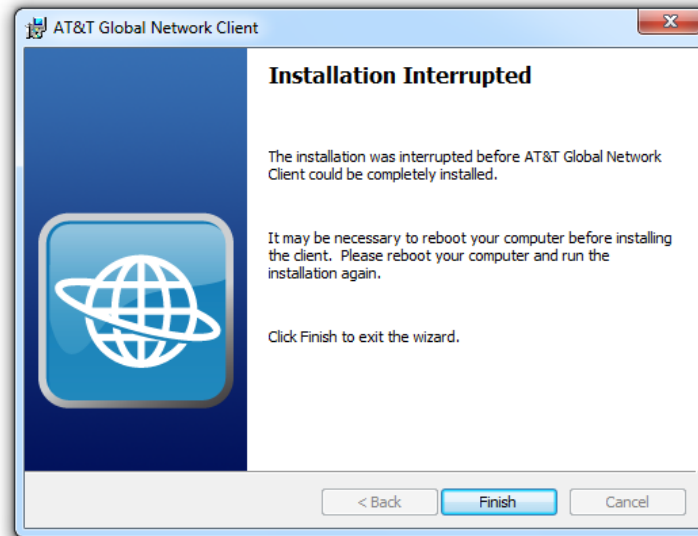 AT&T Global Network Client
Installation Interrupted
The installation was interrupted before AT&T Global Network
Client could be completely installed.
It may be necessary to reboot your computer before installing
the client.  Please reboot your computer and run the
installation again.
Click Finish to exit the wizard.
< Back
Finish
Cancel